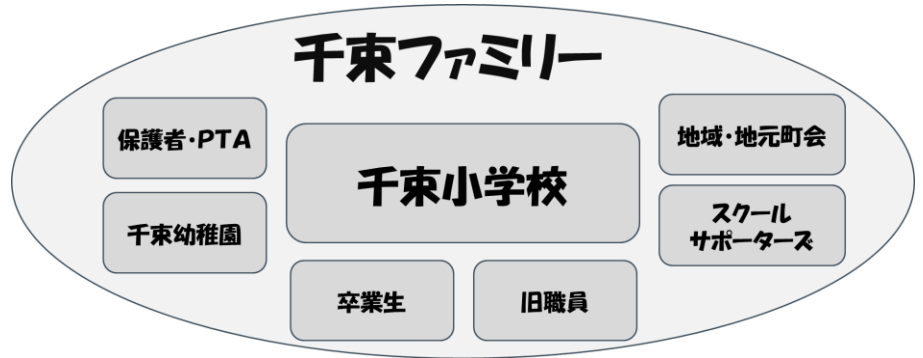 千束ファミリー
保護者・PTA
千束小学校
地域・地元町会
千束幼稚園
スクール
サポーターズ
卒業生
旧職員